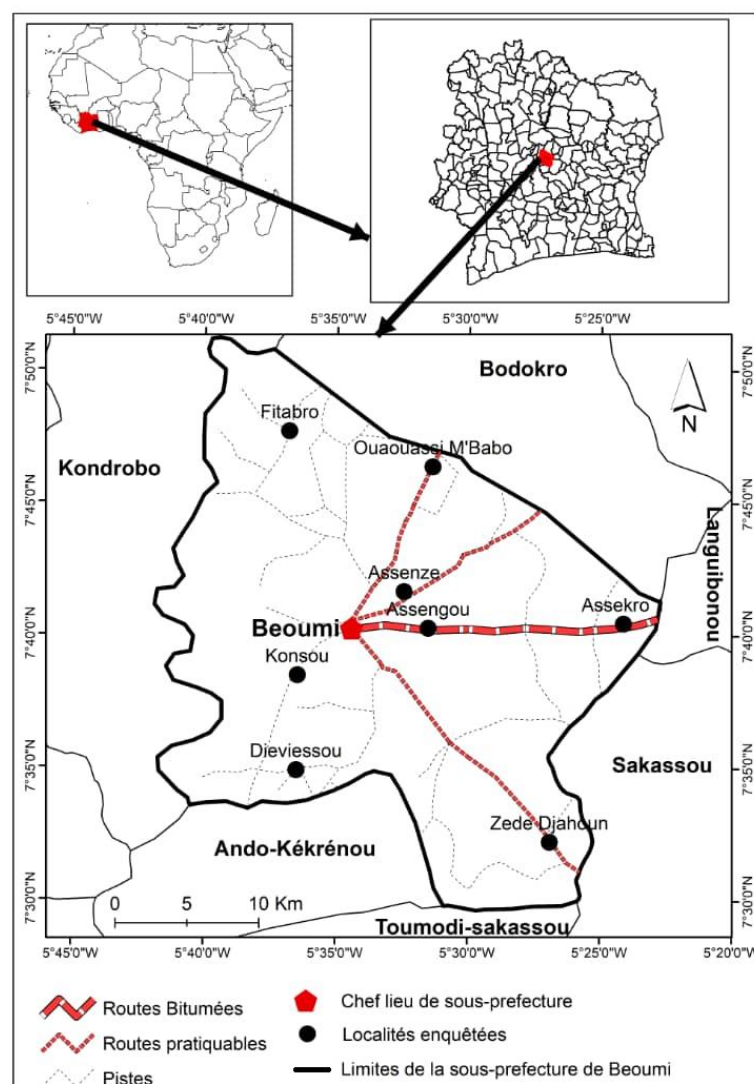 5°45'0"W 5°40'0"W 5°35'0"W 5°30'0"W 5°25'0"W
7°50'0"N
7°50'0"N
Bodokro
N
Fitabro
Ouaouassi M'Babo
Kondrobo
7°45'0"N
7°45'0"N
Languibonou
Assenze
Assengou
Assekro
Beoumi
7°40'0"N
7°40'0"N
Konsou
Dieviessou
7°35'0"N
7°35'0"N
Sakassou
Zede Djahoun
Ando-Kékrénou
7°30'0"N
7°30'0"N
0 5 10 Km
Toumodi-sakassou
5°45'0"W 5°40'0"W 5°35'0"W 5°30'0"W 5°25'0"W 5°20'0"W
Routes Bitumées
Routes pratiquables
Pistes
Chef lieu de sous-prefecture
Localités enquêtées
Limites de la sous-prefecture de Beoumi